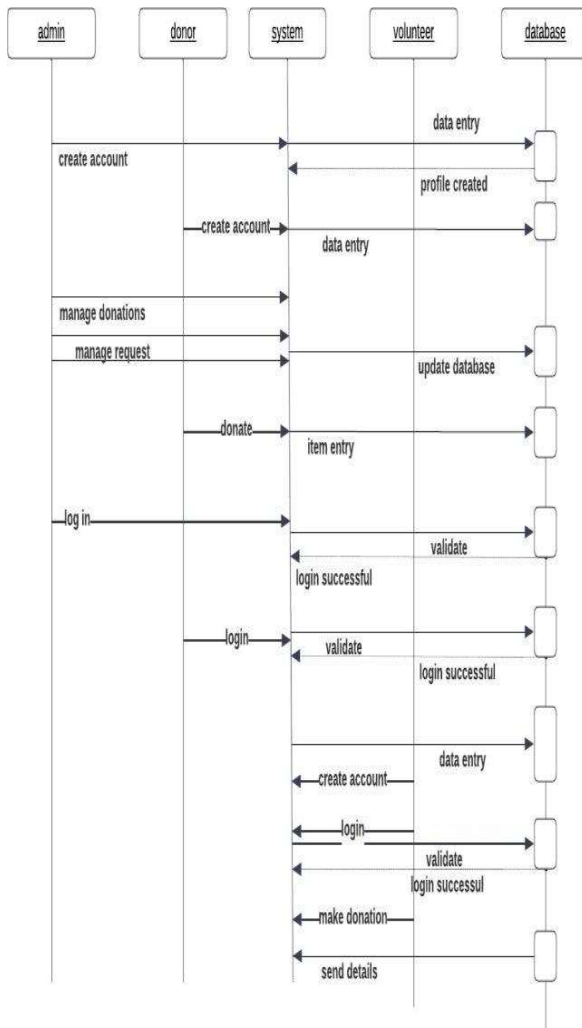 admin
donor
system
volunteer
database
data entry
create account
profile created
create account
data entry
manage donations
manage request
update database
donate
item entry
log in
validate
login successful
login
validate
login successful
data entry
create account
login
validate
login successul
make donation
send details